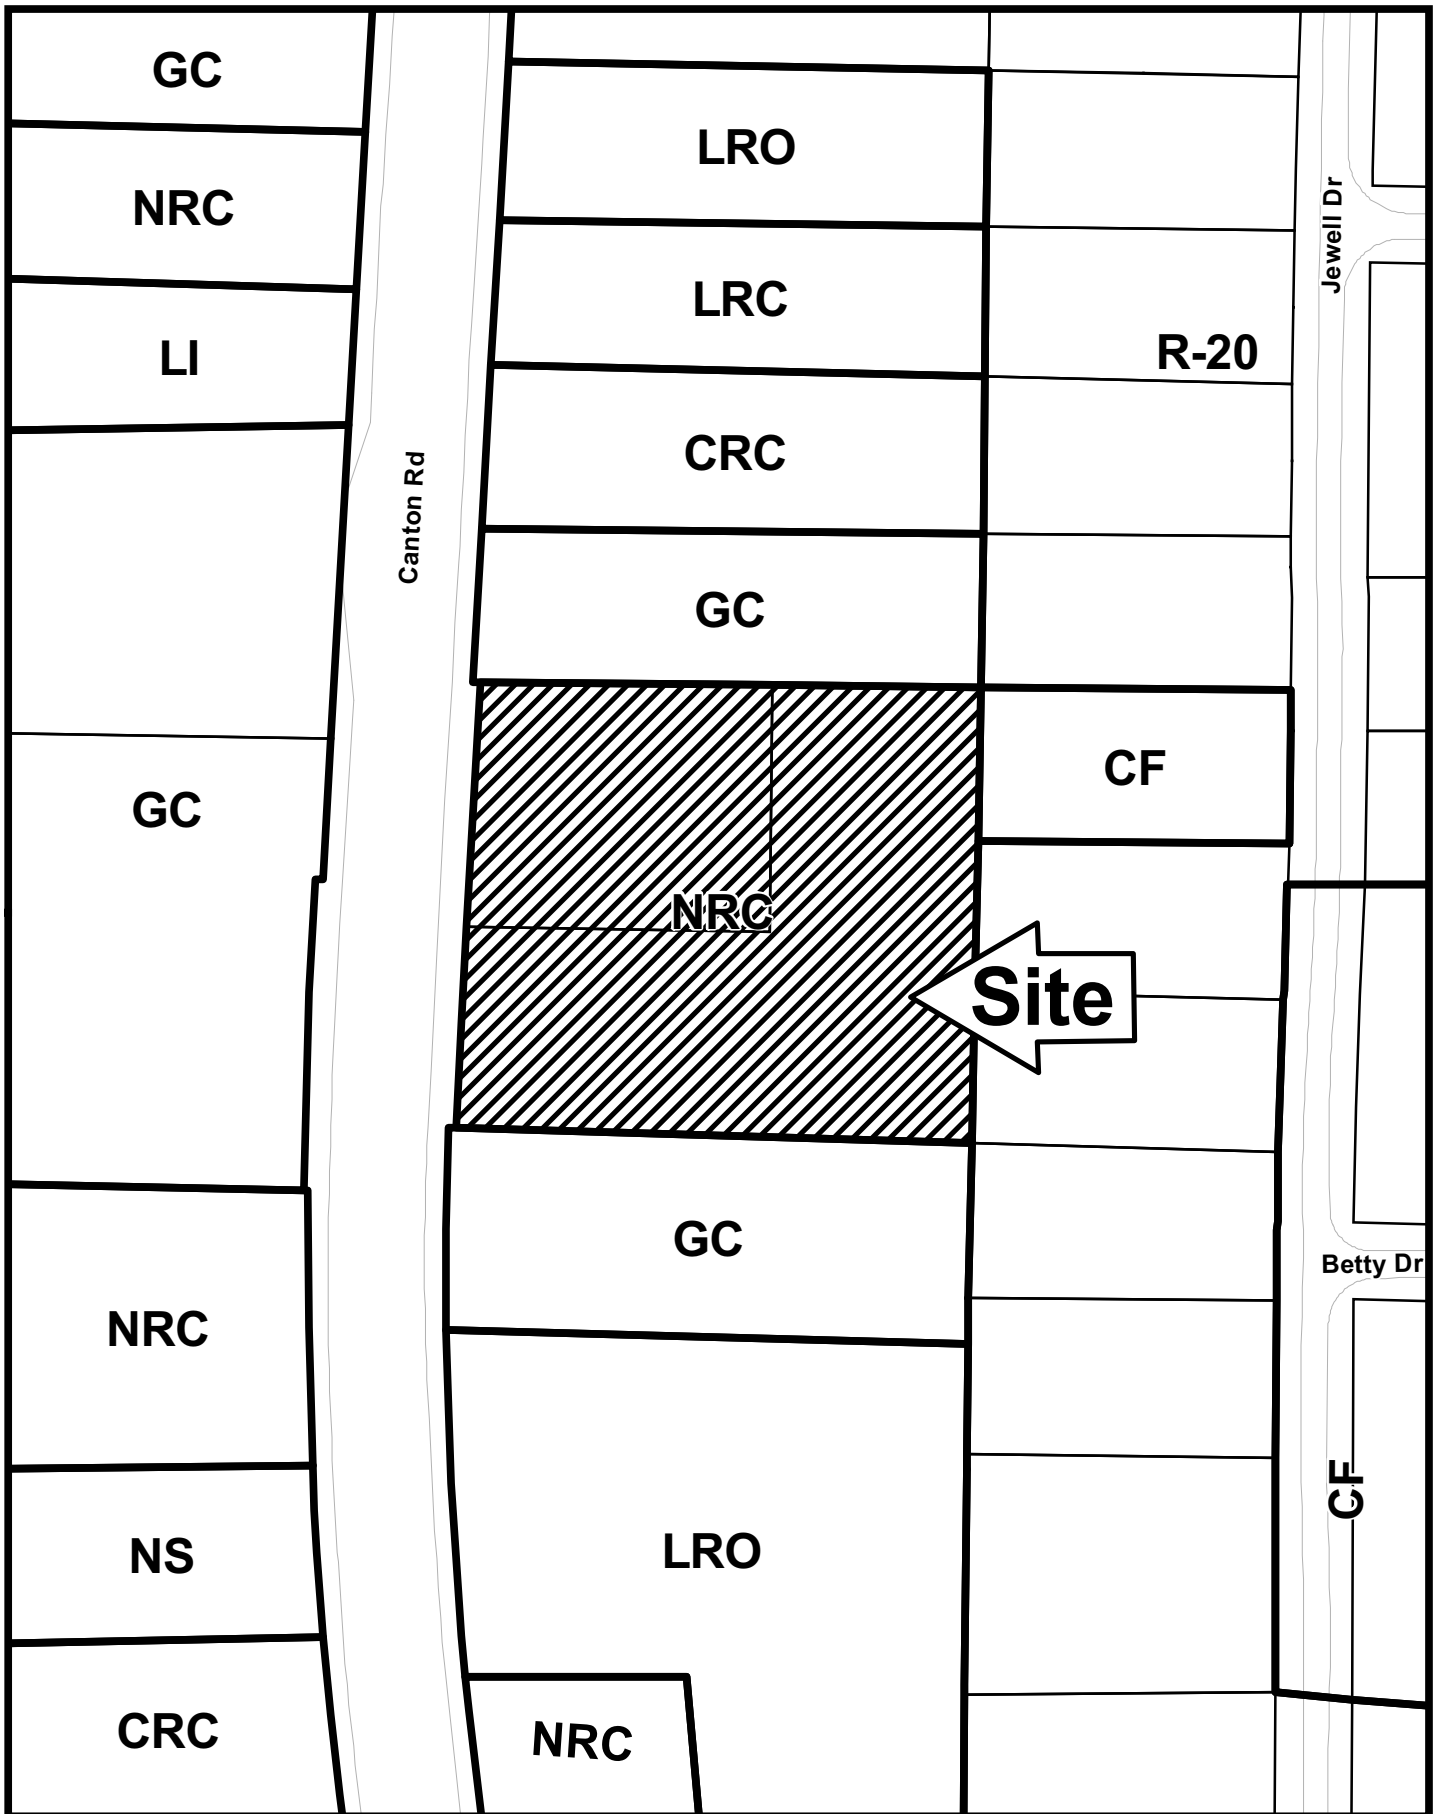 GC
LRO
NRC
Jewell Dr
LRC
LI
R-20
CRC
Canton Rd
GC
CF
GC
NRC
Site
GC
Betty Dr
NRC
CF
LRO
NS
CRC
NRC